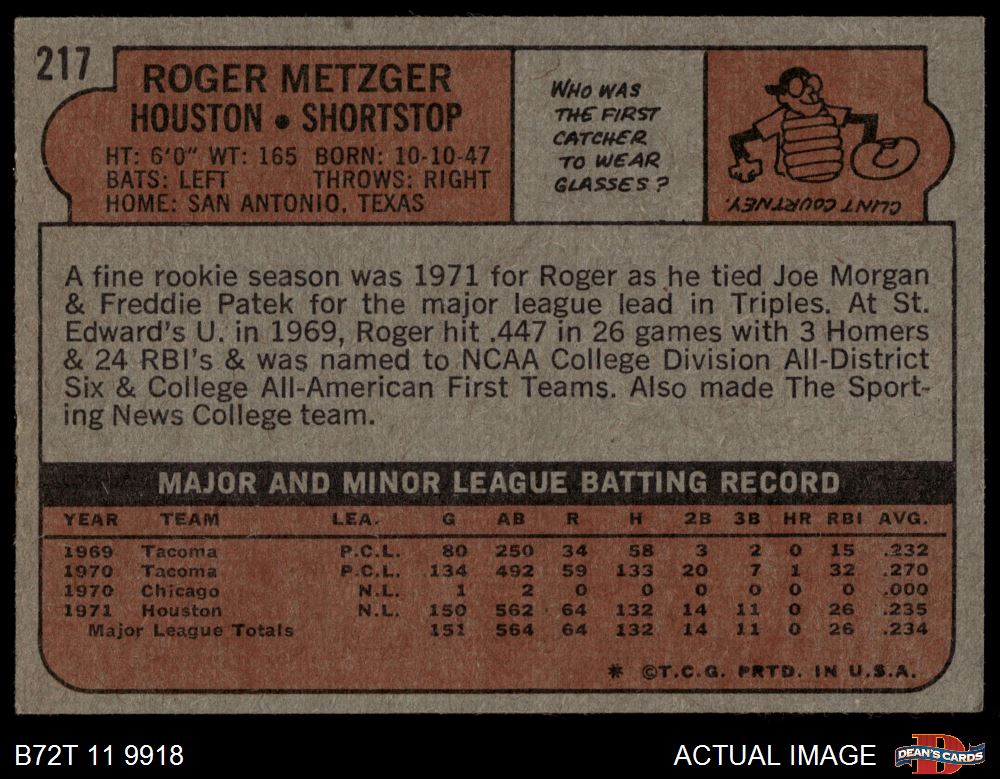 217
ROGER METZGER
HOUSTON • SHORTSTOP
HT: 6'0" WT: 165 BORN: 10-10-47
BATS: LEFT THROWS: RIGHT
HOME: SAN ANTONIO, TEXAS
WHO WAS
THE FIRST
CATCHER
TO WEAR
GLASSES?
CLINT COURTNEY.
A fine rookie season was 1971 for Roger as he tied Joe Morgan
& Freddie Patek for the major league lead in Triples. At St.
Edward's U. in 1969, Roger hit .447 in 26 games with 3 Homers
& 24 RBI's & was named to NCAA College Division All-District
Six & College All-American First Teams. Also made The Sport-
ing News College team.
MAJOR AND MINOR LEAGUE BATTING RECORD
YEAR TEAM LEA. G AB R H 2B 3B HR RBI AVG.
1969 Tacoma P.C.L. 80 250 34 58 3 2 0 15 .232
1970 Tacoma P.C.L. 134 492 59 133 20 7 1 32 .270
1970 Chicago N.L. 1 2 0 0 0 0 0 0 .000
1971 Houston N.L. 150 562 64 132 14 11 0 26 .235
Major League Totals 151 564 64 132 14 11 0 26 .234
* ©T.C.G. PRTD. IN U.S.A.
B72T 11 9918
ACTUAL IMAGE
DEAN'S CARDS